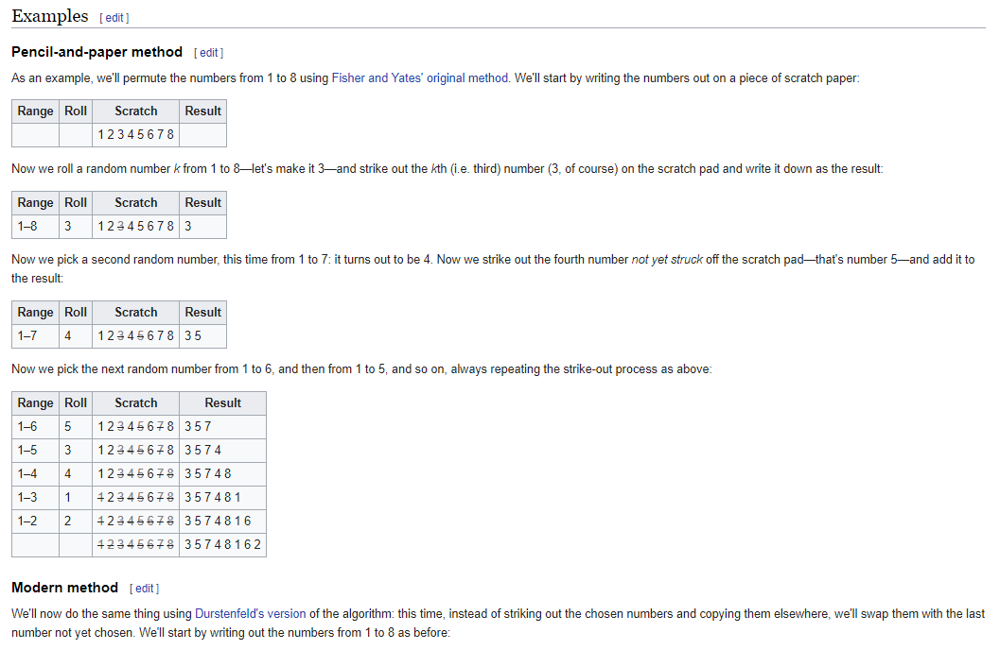 Examples [ edit ]
Pencil-and-paper method [ edit ]
As an example, we'll permute the numbers from 1 to 8 using Fisher and Yates' original method. We'll start by writing the numbers out on a piece of scratch paper:
Range Roll Scratch Result
1 2 3 4 5 6 7 8
Now we roll a random number k from 1 to 8—let's make it 3—and strike out the kth (i.e. third) number (3, of course) on the scratch pad and write it down as the result:
Range Roll Scratch Result
1–8 3 1 2 3 4 5 6 7 8 3
Now we pick a second random number, this time from 1 to 7: it turns out to be 4. Now we strike out the fourth number not yet struck off the scratch pad—that's number 5—and add it to
the result:
Range Roll Scratch Result
1–7 4 1 2 3 4 5 6 7 8 3 5
Now we pick the next random number from 1 to 6, and then from 1 to 5, and so on, always repeating the strike-out process as above:
Range Roll Scratch Result
1–6 5 1 2 3 4 5 6 7 8 3 5 7
1–5 3 1 2 3 4 5 6 7 8 3 5 7 4
1–4 4 1 2 3 4 5 6 7 8 3 5 7 4 8
1–3 1 1 2 3 4 5 6 7 8 3 5 7 4 8 1
1–2 2 1 2 3 4 5 6 7 8 3 5 7 4 8 1 6
1 2 3 4 5 6 7 8 3 5 7 4 8 1 6 2
Modern method [ edit ]
We'll now do the same thing using Durstenfeld's version of the algorithm: this time, instead of striking out the chosen numbers and copying them elsewhere, we'll swap them with the last
number not yet chosen. We'll start by writing out the numbers from 1 to 8 as before: